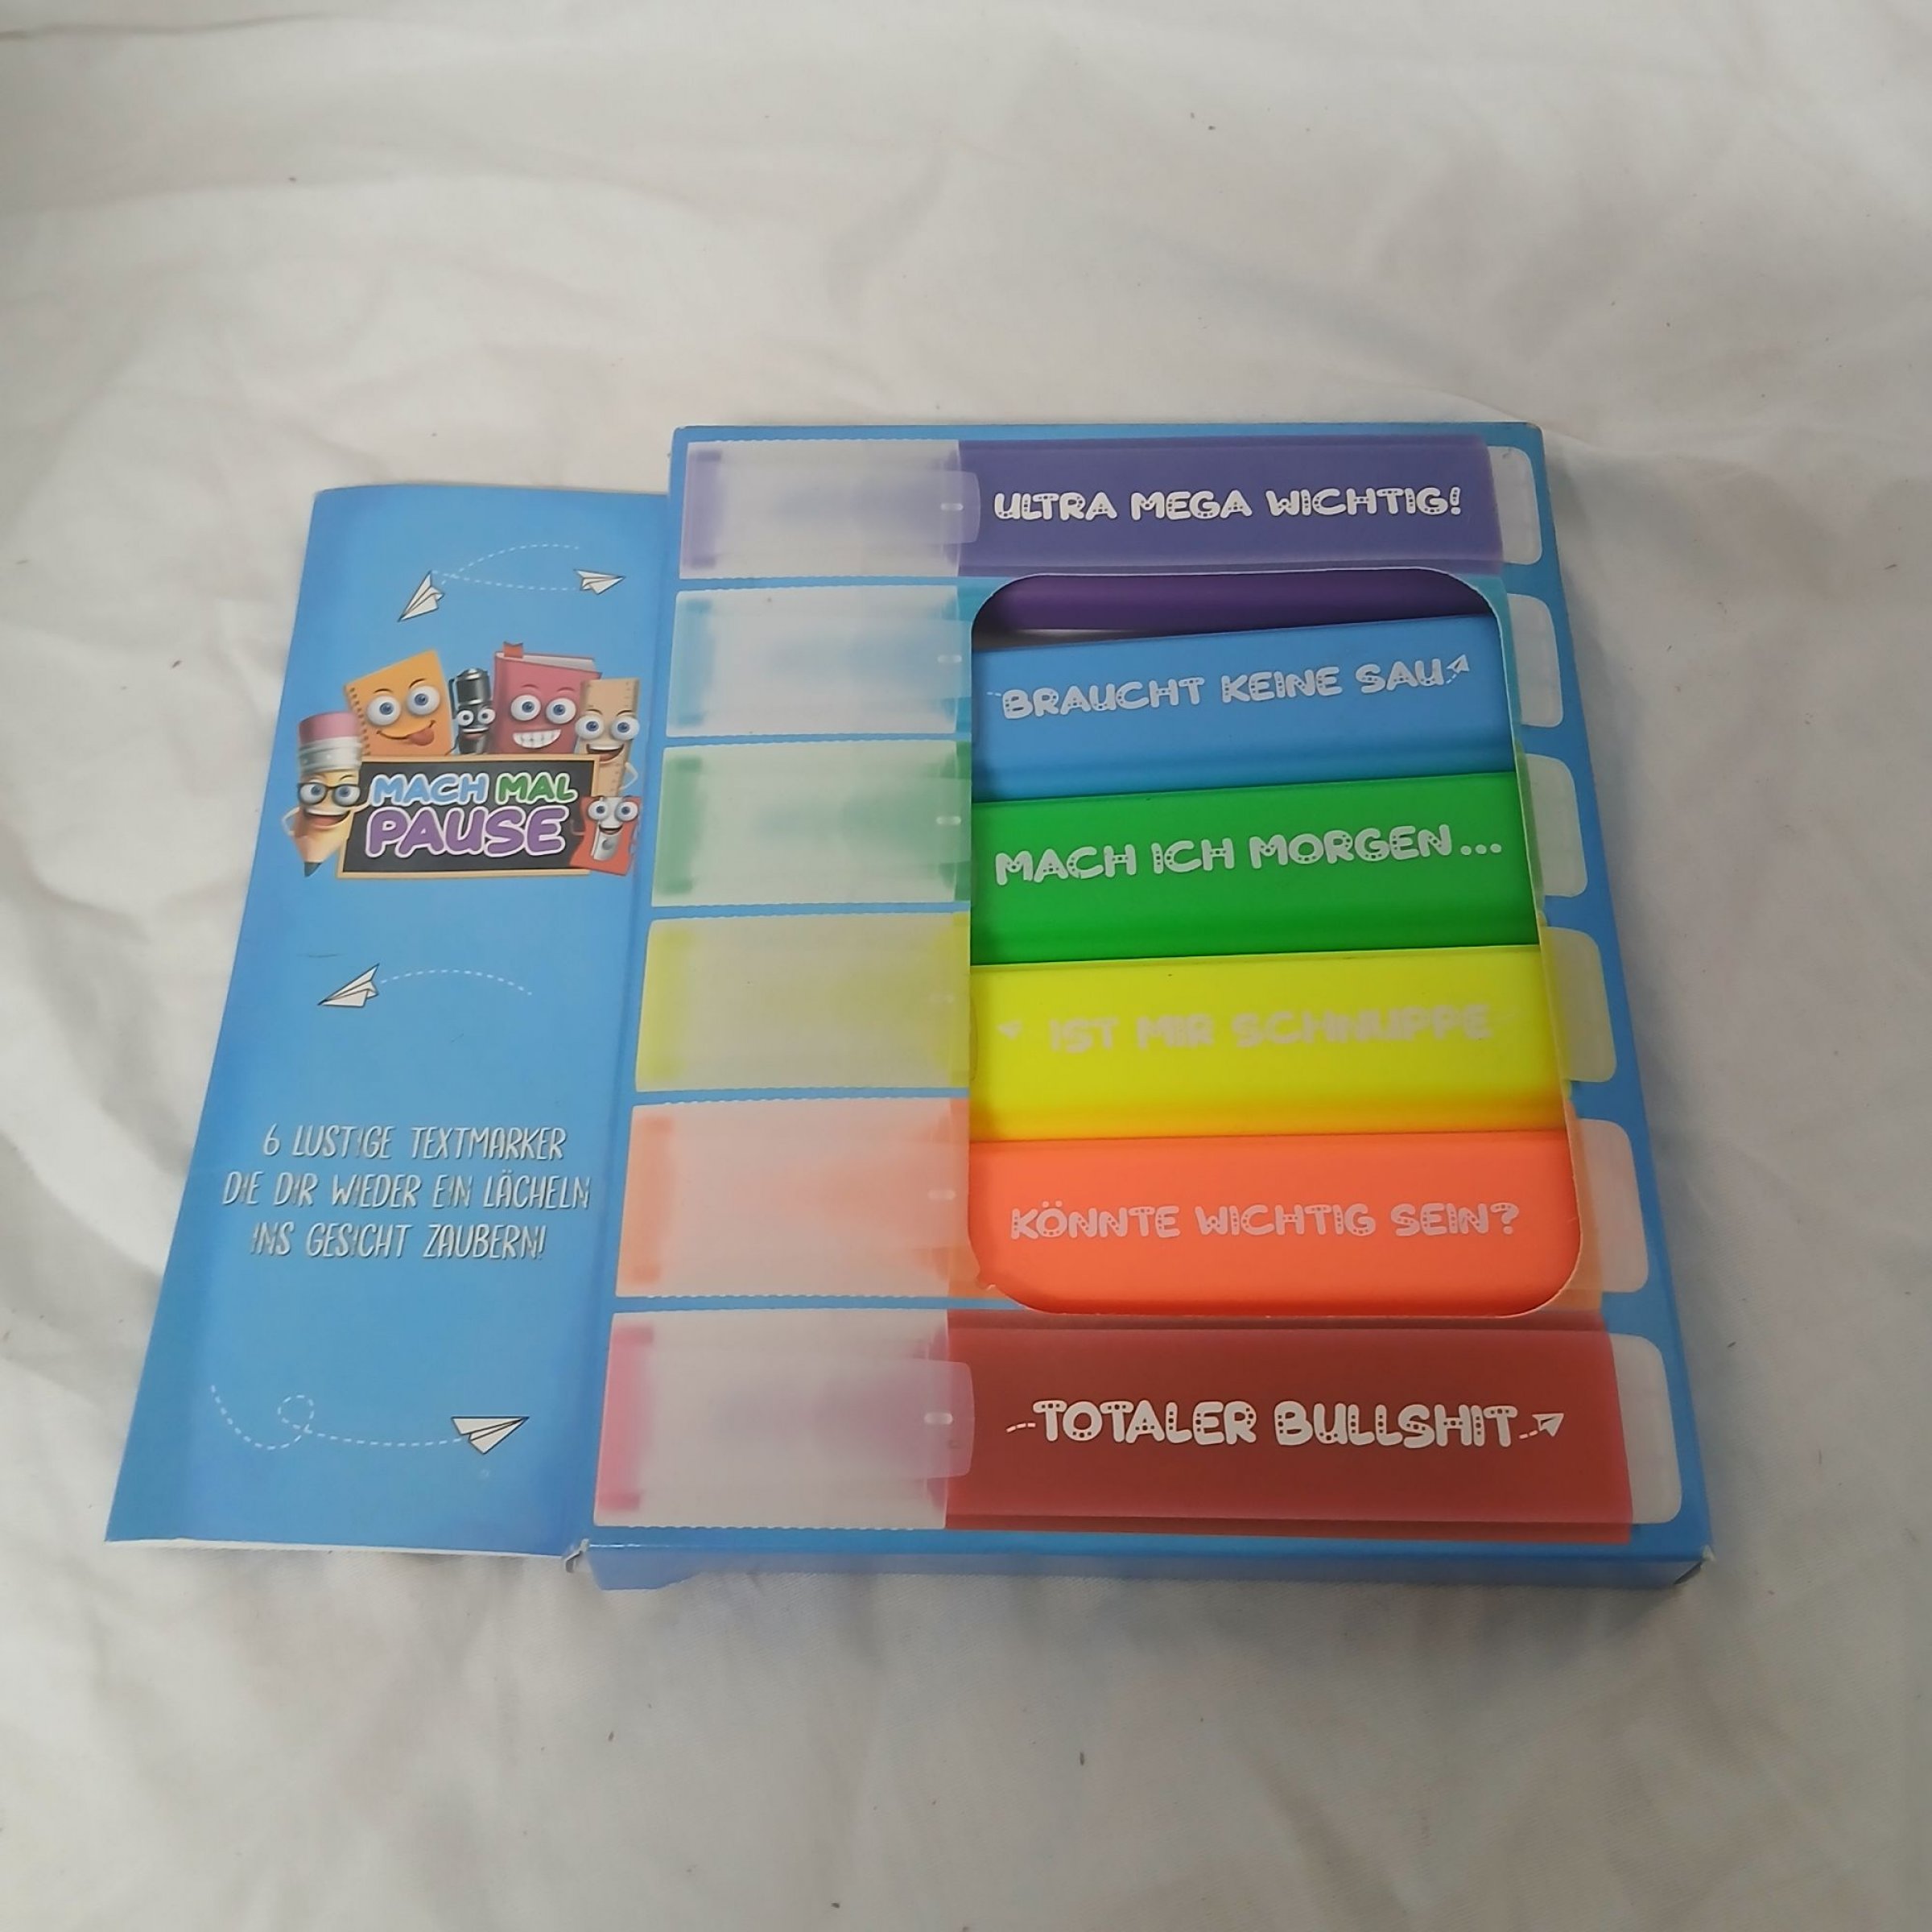 MACH MAL
PAUSE
6 LUSTIGE TEXTMARKER
DIE DIR WIEDER EIN LÄCHELN
INS GESICHT ZAUBERN!
ULTRA MEGA WICHTIG!
BRAUCHT KEINE SAU
MACH ICH MORGEN...
IST MIR SCHNUPPE
KÖNNTE WICHTIG SEIN?
TOTALER BULLSHIT